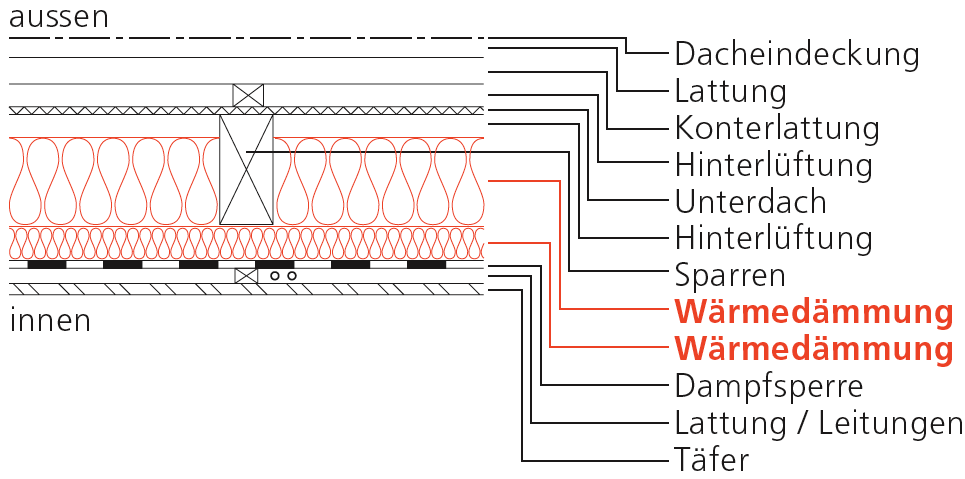 aussen
Dacheindeckung
Lattung
Konterlattung
Hinterlüftung
Unterdach
Hinterlüftung
Sparren
Wärmedämmung
Wärmedämmung
Dampfsperre
Lattung / Leitungen
Täfer
innen